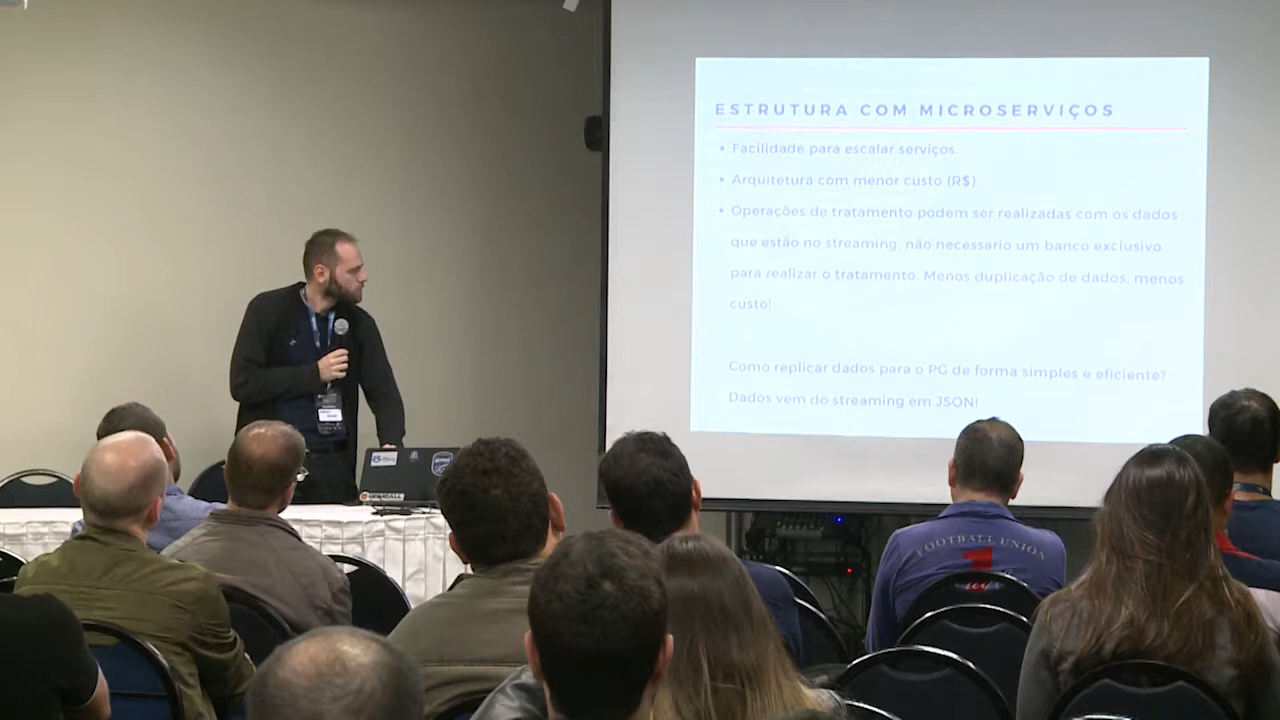 ESTRUTURA COM MICROSERVIÇOS
• Facilidade para escalar serviços.
• Arquitetura com menor custo (R$)
• Operações de tratamento podem ser realizadas com os dados
que estão no streaming, não necessario um banco exclusivo
para realizar o tratamento. Menos duplicação de dados, menos
custo!
Como replicar dados para o PG de forma simples e eficiente?
Dados vem do streaming em JSON!
FOOTBALL UNION
1